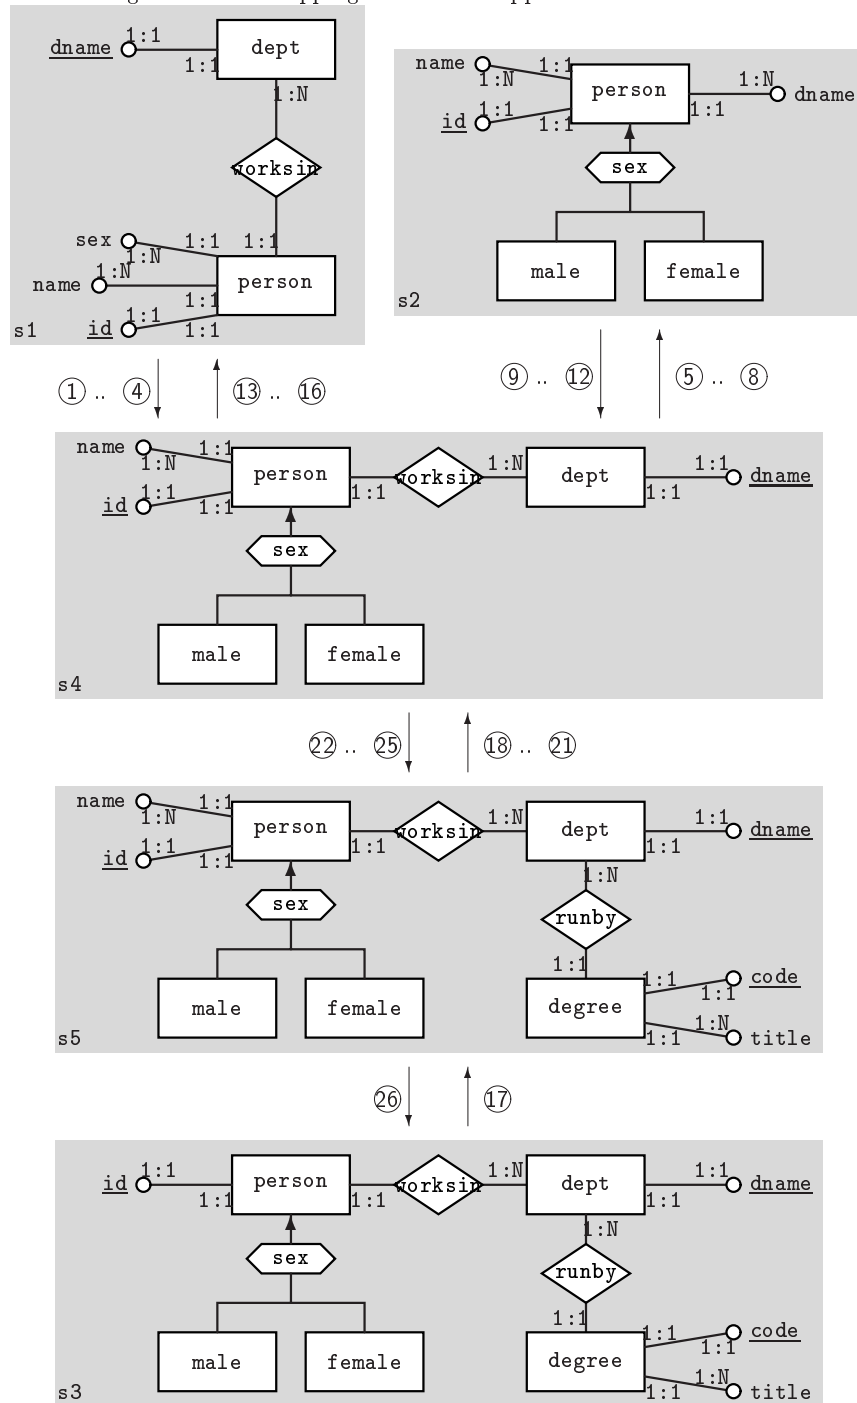 1:1
dname
dept
1:1
1:N
worksin
sex
1:1
1:1
1:N
1:N
name
person
1:1
1:1
s1
id
1:1
name
1:1
1:N
person
1:N
dname
1:1
1:1
id
1:1
sex
male
female
s2
1 .. 4
13 .. 16
9 .. 12
5 .. 8
name
1:1
1:N
person
worksin
1:N
dept
1:1
dname
1:1
1:1
1:1
id
1:1
sex
male
female
s4
22 .. 25
18 .. 21
name
1:1
1:N
person
worksin
1:N
dept
1:1
dname
1:1
1:1
1:1
id
1:1
1:N
sex
runby
1:1
male
female
degree
1:1
code
1:1
1:N
s5
1:1
title
26
17
id
1:1
person
worksin
1:N
dept
1:1
dname
1:1
1:1
1:1
1:N
sex
runby
1:1
male
female
degree
1:1
code
1:1
1:N
s3
1:1
title